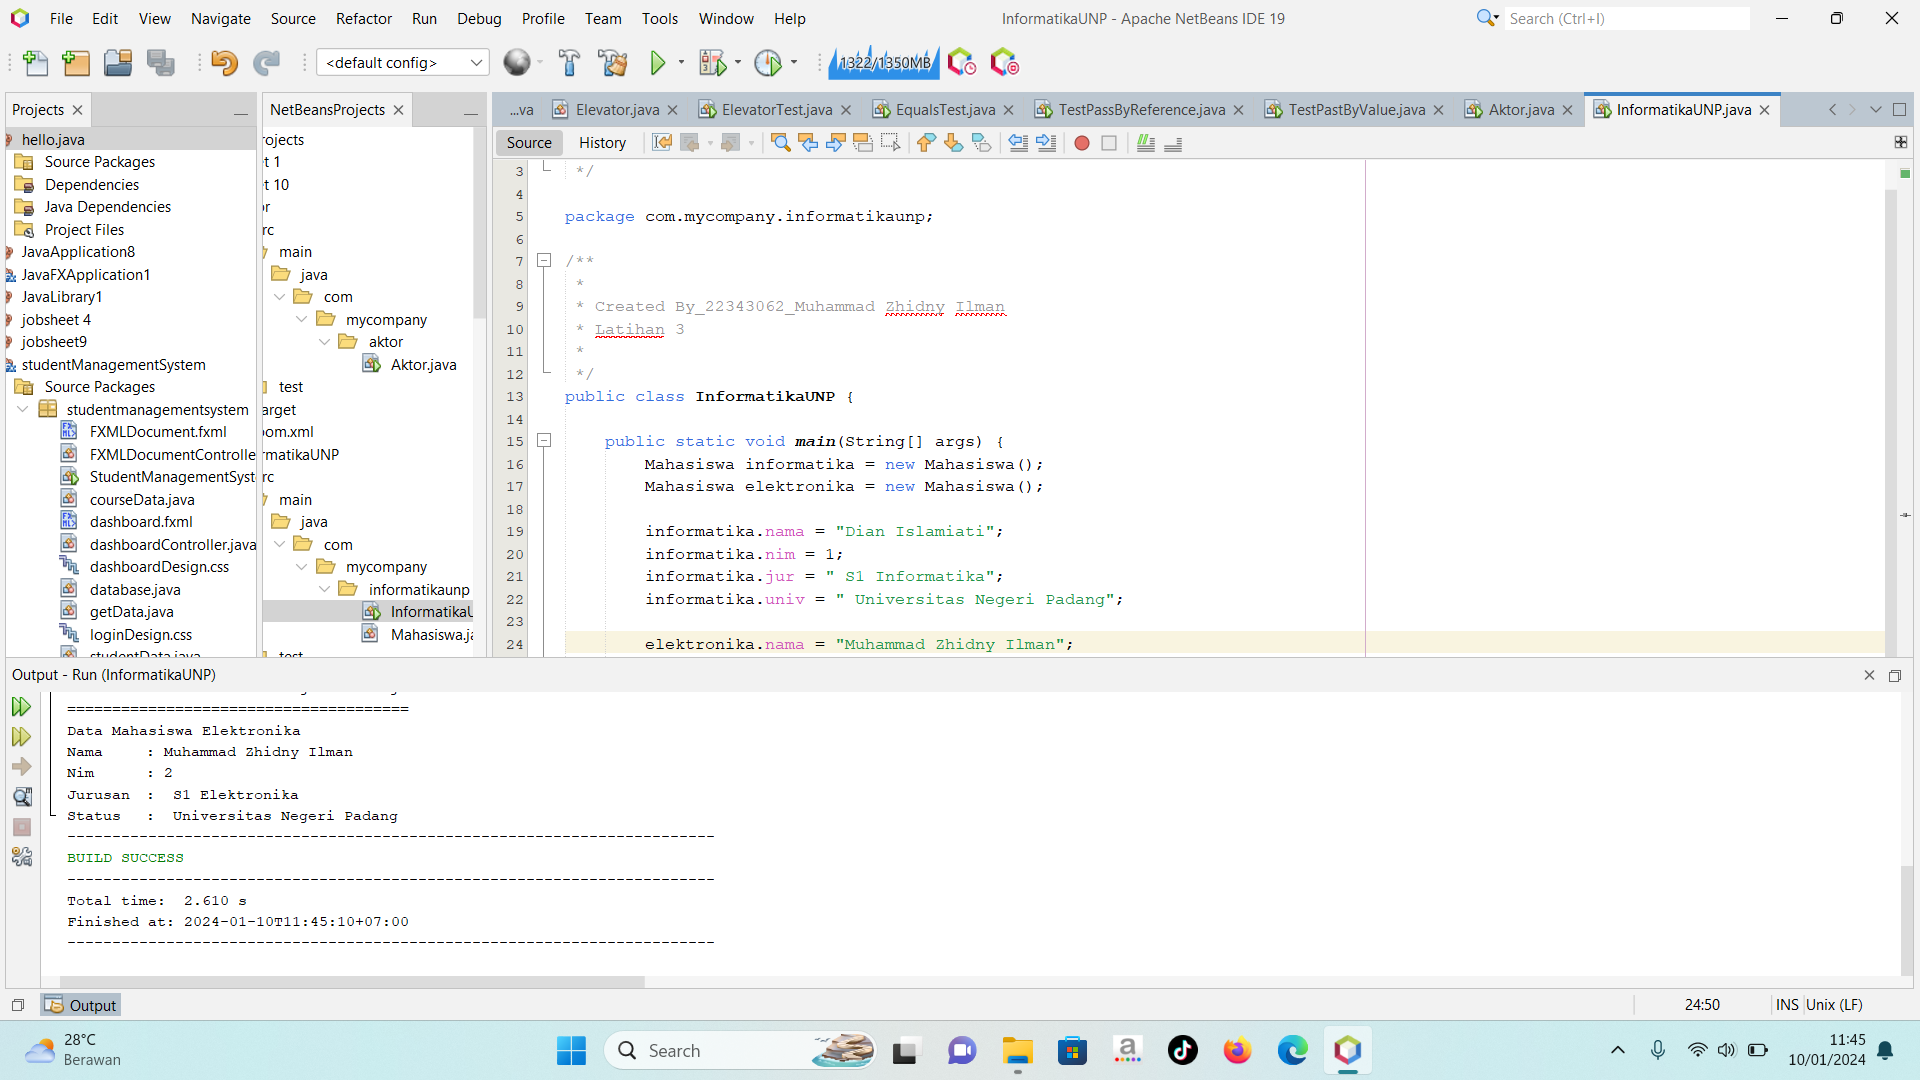 File Edit View Navigate Source Refactor Run Debug Profile Team Tools Window Help
InformatikaUNP - Apache NetBeans IDE 19
Search (Ctrl+I)
<default config>
1322/1350MB
Projects
NetBeansProjects
...va
Elevator.java
ElevatorTest.java
EqualsTest.java
TestPassByReference.java
TestPastByValue.java
Aktor.java
InformatikaUNP.java
hello.java
Source Packages
Dependencies
Java Dependencies
Project Files
JavaApplication8
JavaFXApplication1
JavaLibrary1
jobsheet 4
jobsheet9
studentManagementSystem
Source Packages
studentmanagementsystem
FXMLDocument.fxml
FXMLDocumentControlle
StudentManagementSyst
courseData.java
dashboard.fxml
dashboardController.java
dashboardDesign.css
database.java
getData.java
loginDesign.css
studentData.java
rojects
t 1
t 10
or
rc
main
java
com
mycompany
aktor
Aktor.java
test
arget
pom.xml
rmatikaUNP
rc
main
java
com
mycompany
informatikaunp
InformatikaU
Mahasiswa.ja
test
Source History
3 */
4
5 package com.mycompany.informatikaunp;
6
7 /**
8 *
9 * Created By_22343062_Muhammad Zhidny Ilman
10 * Latihan 3
11 *
12 */
13 public class InformatikaUNP {
14
15 public static void main(String[] args) {
16 Mahasiswa informatika = new Mahasiswa();
17 Mahasiswa elektronika = new Mahasiswa();
18
19 informatika.nama = "Dian Islamiati";
20 informatika.nim = 1;
21 informatika.jur = " S1 Informatika";
22 informatika.univ = " Universitas Negeri Padang";
23
24 elektronika.nama = "Muhammad Zhidny Ilman";
Output - Run (InformatikaUNP)
======================================
Data Mahasiswa Elektronika
Nama : Muhammad Zhidny Ilman
Nim : 2
Jurusan : S1 Elektronika
Status : Universitas Negeri Padang
------------------------------------------------------------------------
BUILD SUCCESS
------------------------------------------------------------------------
Total time: 2.610 s
Finished at: 2024-01-10T11:45:10+07:00
------------------------------------------------------------------------
Output
24:50
INS
Unix (LF)
28°C
Berawan
Search
a
11:45
10/01/2024